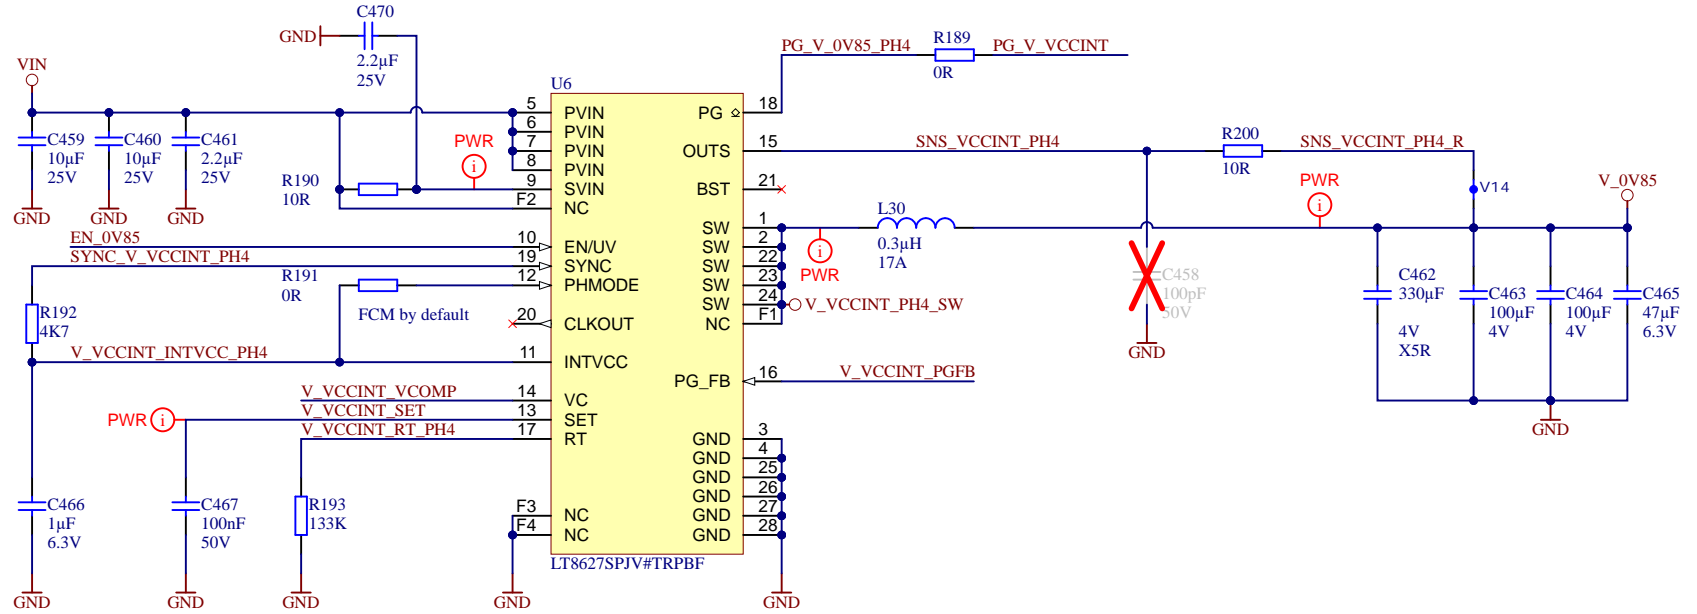 C470
GND
2.2µF
25V
VIN
C459
10µF
25V
GND
C460
10µF
25V
GND
C461
2.2µF
25V
GND
R190
10R
PWR
i
EN_0V85
SYNC_V_VCCINT_PH4
R191
0R
FCM by default
R192
4K7
V_VCCINT_INTVCC_PH4
V_VCCINT_VCOMP
V_VCCINT_SET
V_VCCINT_RT_PH4
PWR
i
C466
1µF
6.3V
GND
C467
100nF
50V
GND
R193
133K
GND
GND
U6
5 PVIN
6 PVIN
7 PVIN
8 PVIN
9 SVIN
F2 NC
10 EN/UV
19 SYNC
12 PHMODE
20 CLKOUT
11 INTVCC
14 VC
13 SET
17 RT
F3 NC
F4 NC
PG 18
OUTS 15
BST 21
SW 1
SW 2
SW 22
SW 23
SW 24
NC F1
PG_FB 16
GND 3
GND 4
GND 25
GND 26
GND 27
GND 28
LT8627SPJV#TRPBF
GND
PG_V_0V85_PH4
R189
0R
PG_V_VCCINT
SNS_VCCINT_PH4
R200
10R
SNS_VCCINT_PH4_R
V14
L30
0.3µH
17A
i
PWR
V_VCCINT_PH4_SW
V_VCCINT_PGFB
C458
100pF
50V
GND
PWR
i
V_0V85
C462
330µF
4V
X5R
C463
100µF
4V
C464
100µF
4V
C465
47µF
6.3V
GND